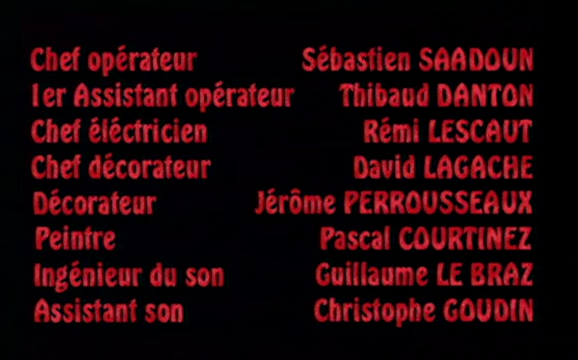 Chef opérateur Sébastien SAADOUN
1er Assistant opérateur Thibaud DANTON
Chef éléctricien Rémi LESCAUT
Chef décorateur David LAGACHE
Décorateur Jérôme PERROUSSEAUX
Peintre Pascal COURTINEZ
Ingénieur du son Guillaume LE BRAZ
Assistant son Christophe GOUDIN